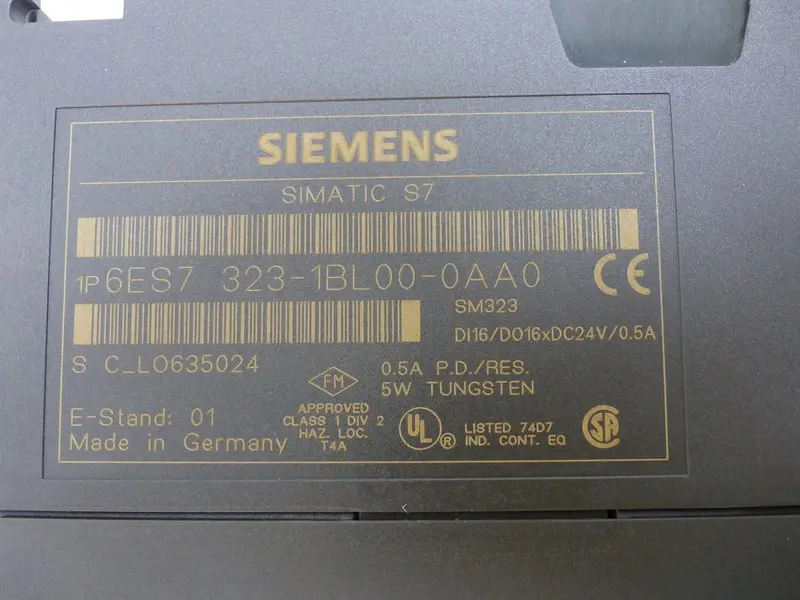 SIEMENS
SIMATIC S7
1P 6ES7 323-1BL00-0AA0
CE
SM323
DI16/DO16xDC24V/0.5A
S C_L0635024
0.5A P.D./RES.
5W TUNGSTEN
E-Stand: 01
Made in Germany
FM
APPROVED
CLASS 1 DIV 2
HAZ. LOC.
T4A
UL ®
LISTED 74D7
IND. CONT. EQ
SA